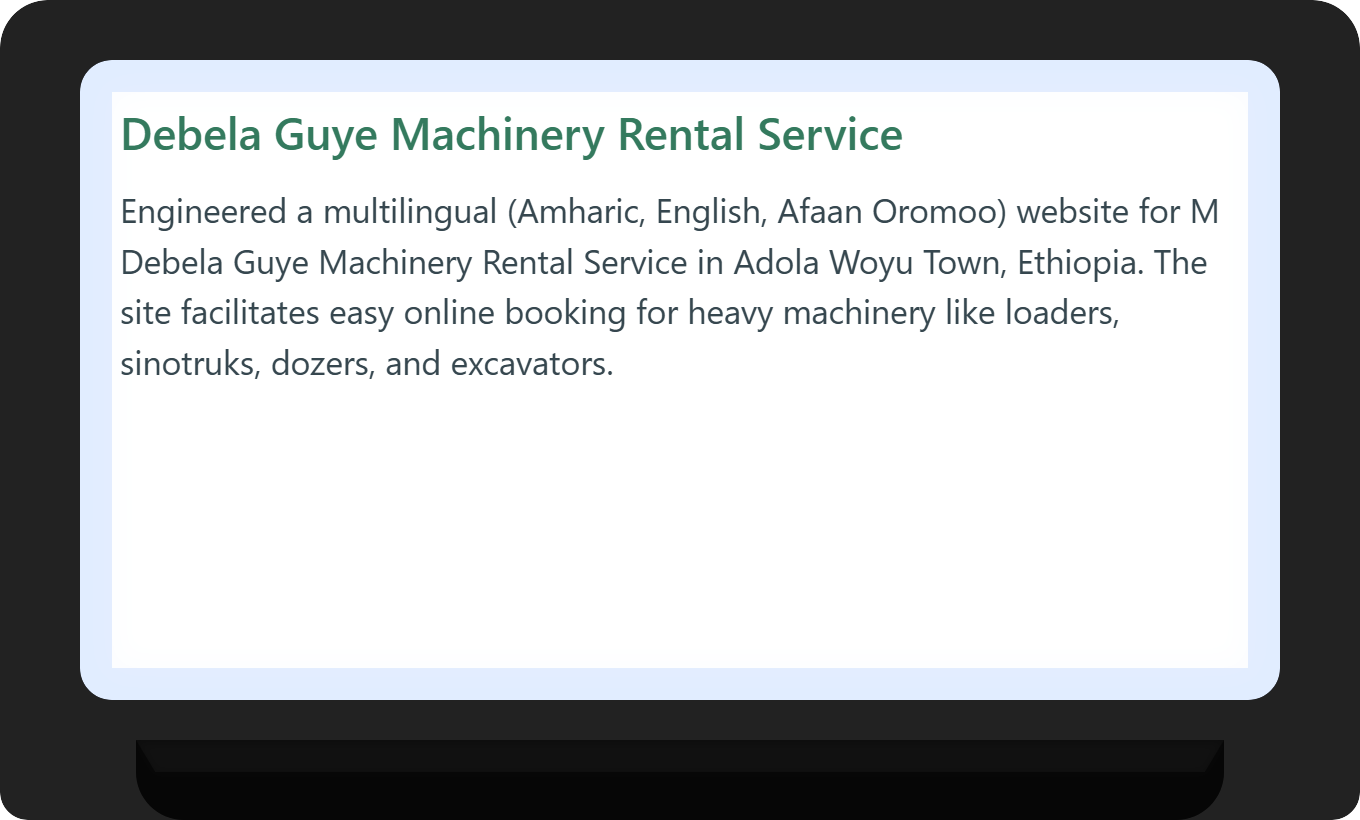 Debela Guye Machinery Rental Service
Engineered a multilingual (Amharic, English, Afaan Oromoo) website for M
Debela Guye Machinery Rental Service in Adola Woyu Town, Ethiopia. The
site facilitates easy online booking for heavy machinery like loaders,
sinotruks, dozers, and excavators.